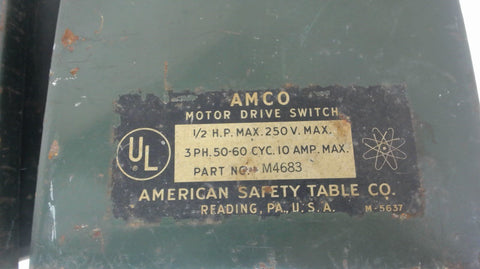 AMCO
MOTOR DRIVE SWITCH
1/2 H.P. MAX. 250 V. MAX.
3 PH. 50-60 CYC. 10 AMP. MAX.
PART NO. M4683
UL
AMERICAN SAFETY TABLE CO.
READING, PA., U.S.A.
M-5637